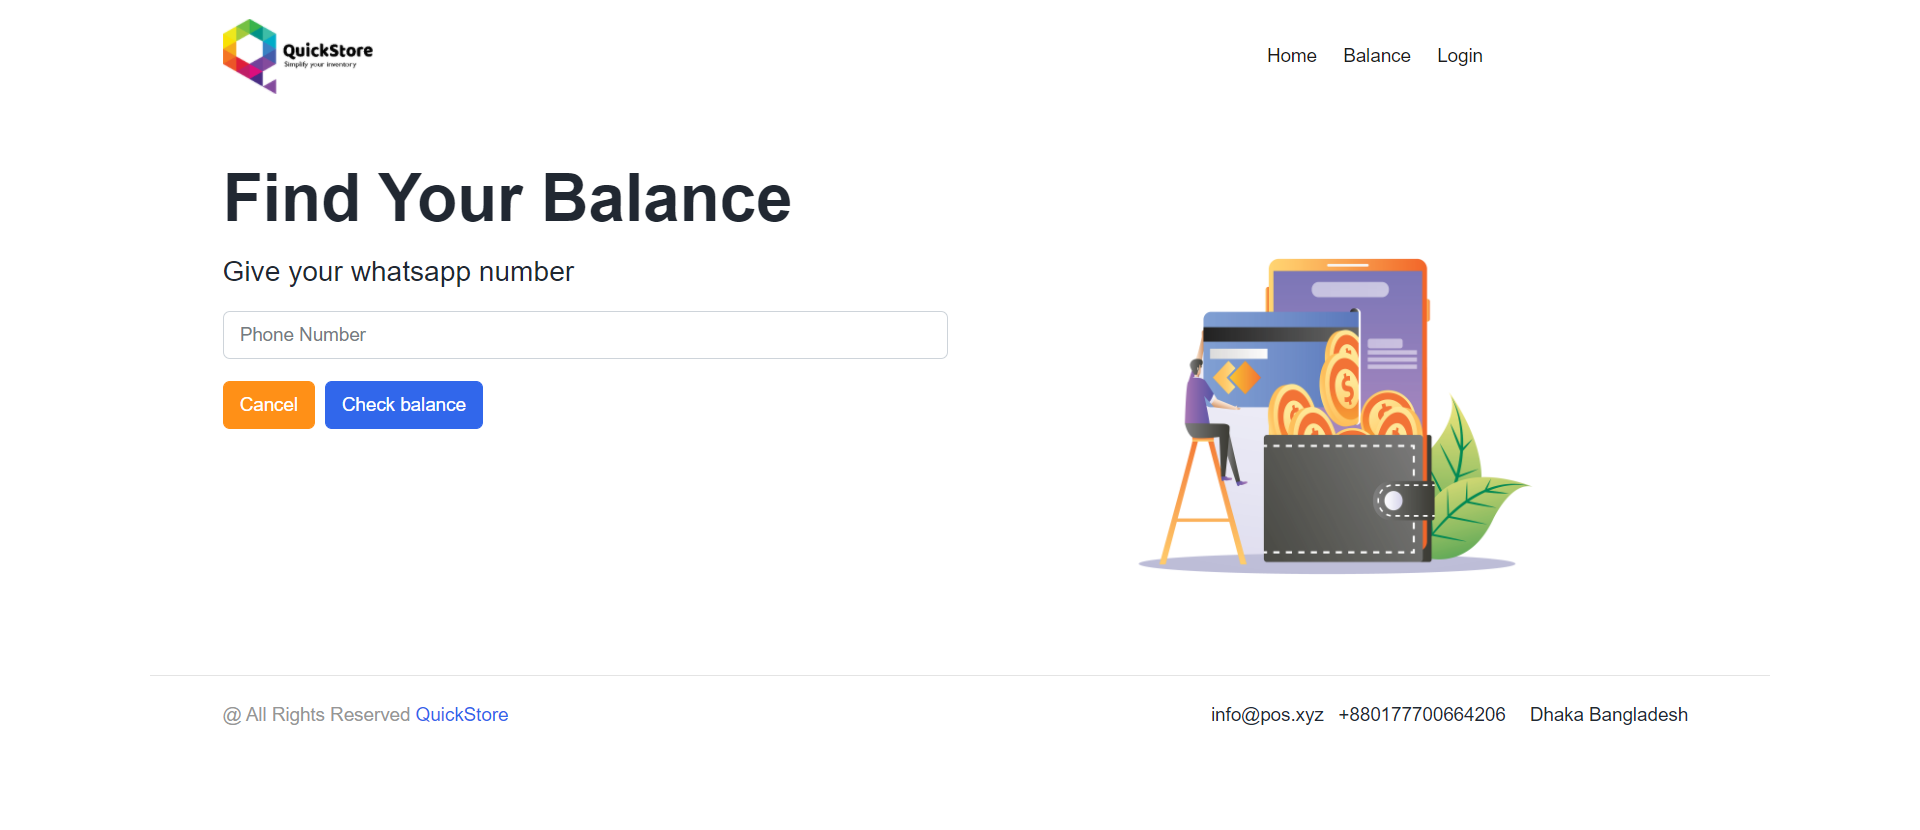 QuickStore
Simplify your inventory
Home Balance Login
Find Your Balance
Give your whatsapp number
Phone Number
Cancel Check balance
@ All Rights Reserved QuickStore
info@pos.xyz +880177700664206 Dhaka Bangladesh